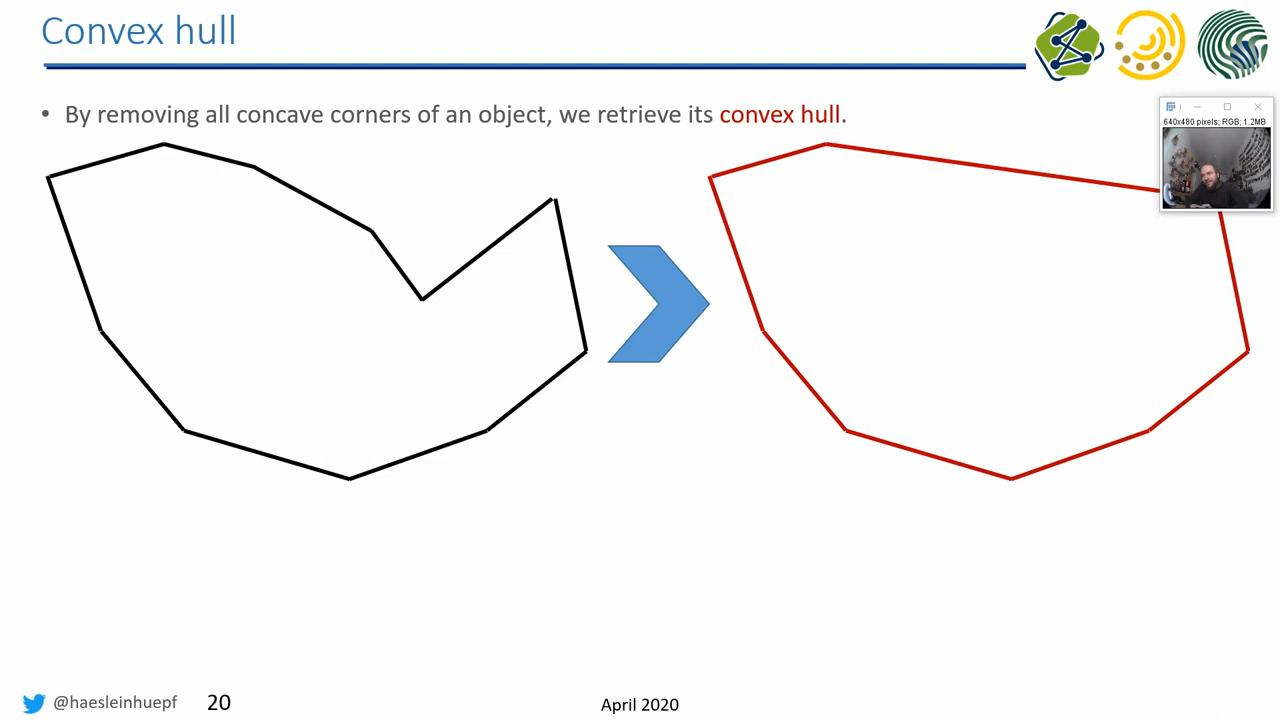 Convex hull
• By removing all concave corners of an object, we retrieve its convex hull.
640x480 pixels; RGB; 1.2MB
@haesleinhuepf 20 April 2020